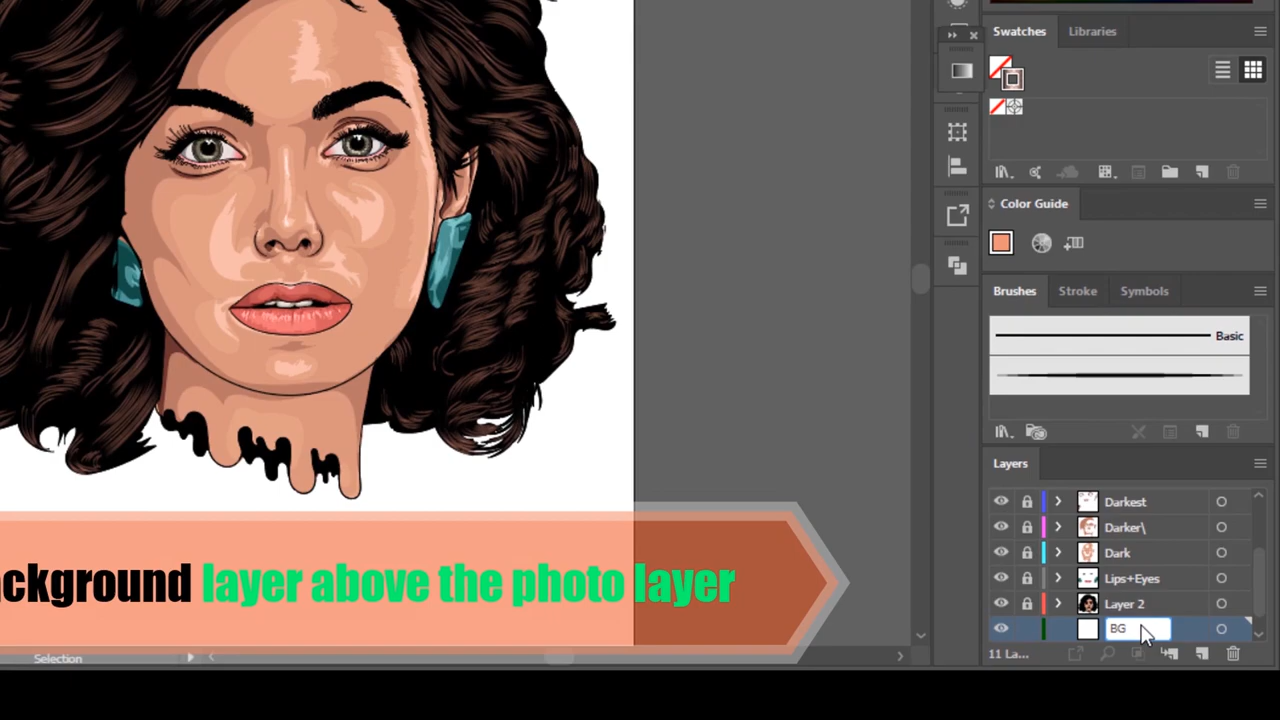 Swatches Libraries
Color Guide
Brushes Stroke Symbols
Basic
Layers
Darkest
Darker\
Dark
Lips+Eyes
Layer 2
BG
11 La...
ckground layer above the photo layer
Selection